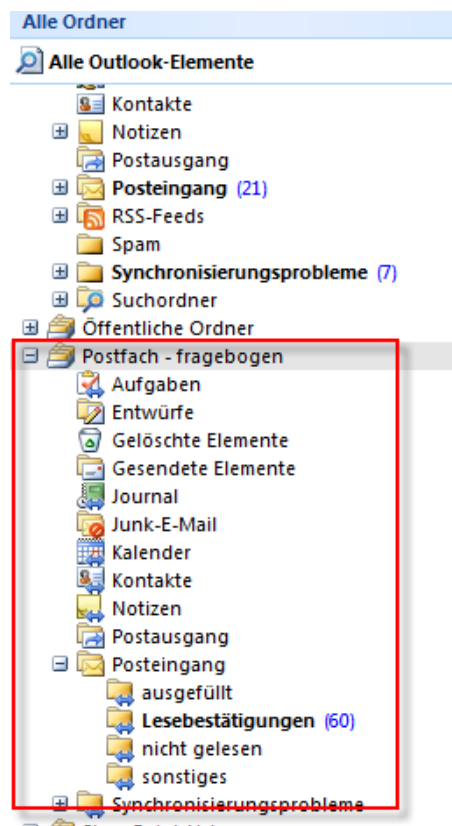 Alle Ordner
Alle Outlook-Elemente
Kontakte
Notizen
Postausgang
Posteingang (21)
RSS-Feeds
Spam
Synchronisierungsprobleme (7)
Suchordner
Öffentliche Ordner
Postfach - fragebogen
Aufgaben
Entwürfe
Gelöschte Elemente
Gesendete Elemente
Journal
Junk-E-Mail
Kalender
Kontakte
Notizen
Postausgang
Posteingang
ausgefüllt
Lesebestätigungen (60)
nicht gelesen
sonstiges
Synchronisierungsprobleme